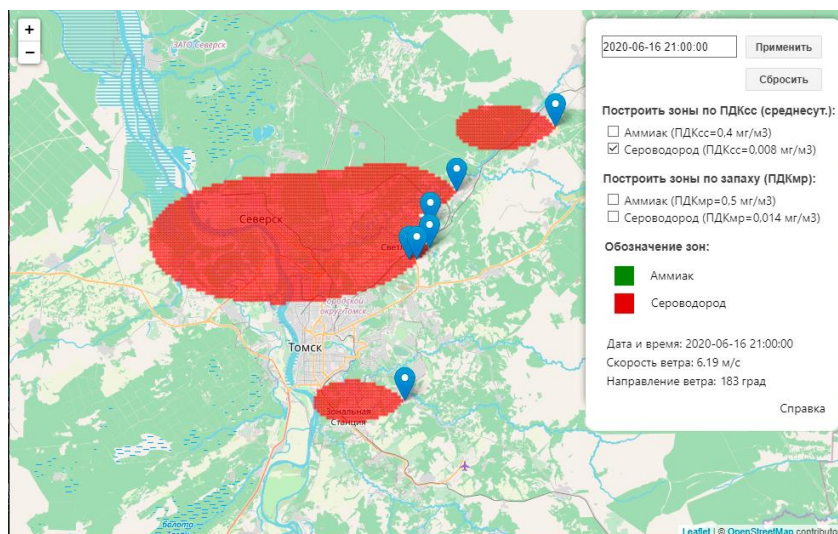 +
−
ЗАТО Северск
Северск
Томск
Зональная
Станция
2020-06-16 21:00:00
Применить
Сбросить
Построить зоны по ПДКсс (среднесут.):
Аммиак (ПДКсс=0.4 мг/м3)
Сероводород (ПДКсс=0.008 мг/м3)
Построить зоны по запаху (ПДКмр):
Аммиак (ПДКмр=0.5 мг/м3)
Сероводород (ПДКмр=0.014 мг/м3)
Обозначение зон:
Аммиак
Сероводород
Дата и время: 2020-06-16 21:00:00
Скорость ветра: 6.19 м/с
Направление ветра: 183 град
Справка
болото
Leaflet | © OpenStreetMap contributo